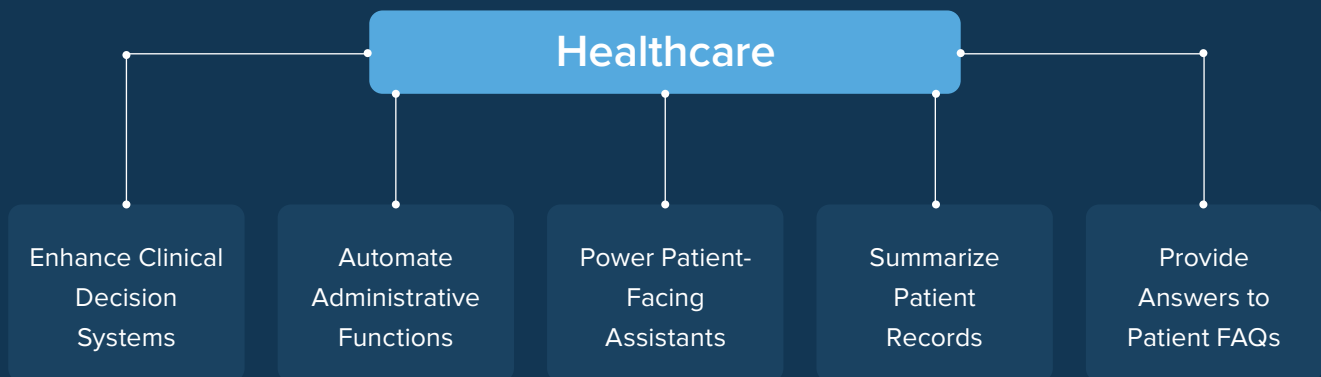 Healthcare
Enhance Clinical
Decision
Systems
Automate
Administrative
Functions
Power Patient-
Facing
Assistants
Summarize
Patient
Records
Provide
Answers to
Patient FAQs